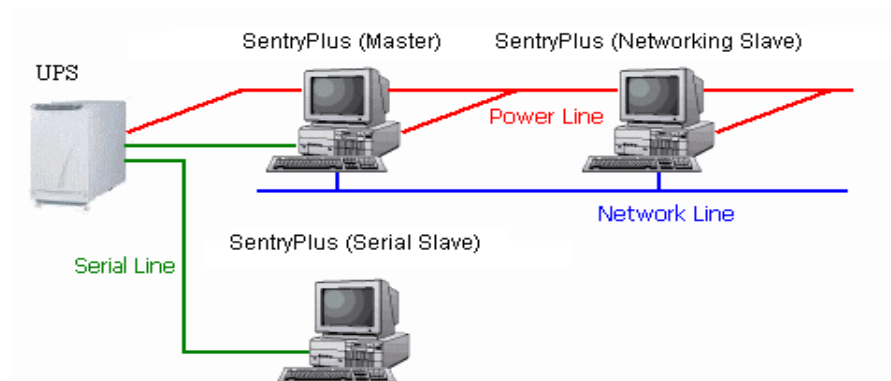 SentryPlus (Master)
SentryPlus (Networking Slave)
UPS
Power Line
Network Line
SentryPlus (Serial Slave)
Serial Line